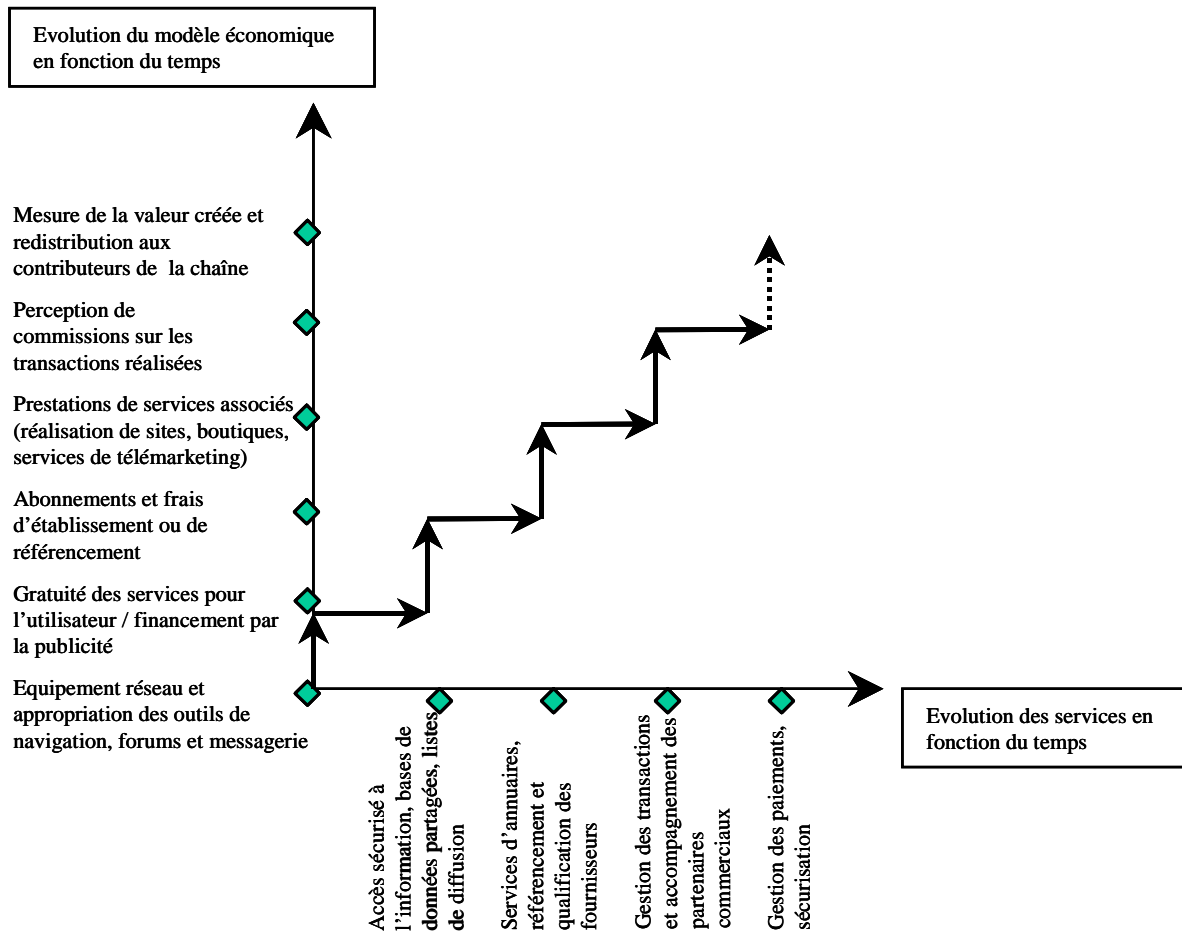 Evolution du modèle économique
en fonction du temps
Mesure de la valeur créée et
redistribution aux
contributeurs de la chaîne
Perception de
commissions sur les
transactions réalisées
Prestations de services associés
(réalisation de sites, boutiques,
services de télémarketing)
Abonnements et frais
d’établissement ou de
référencement
Gratuité des services pour
l’utilisateur / financement par
la publicité
Equipement réseau et
appropriation des outils de
navigation, forums et messagerie
Evolution des services en
fonction du temps
Accès sécurisé à
l’information, bases de
données partagées, listes
de diffusion
Services d’annuaires,
référencement et
qualification des
fournisseurs
Gestion des transactions
et accompagnement des
partenaires
commerciaux
Gestion des paiements,
sécurisation